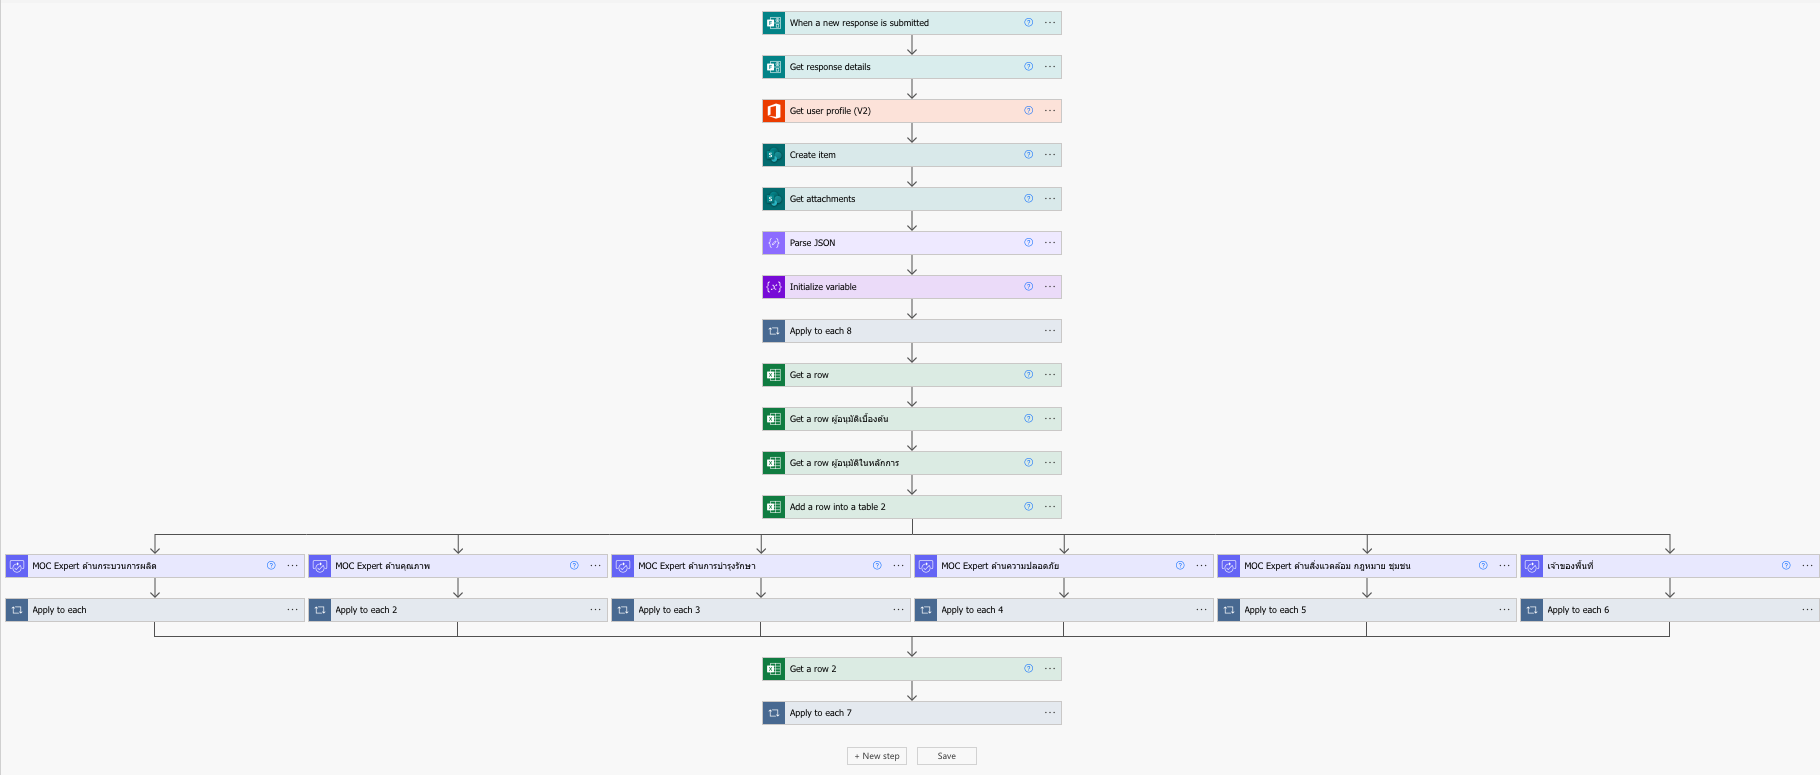 When a new response is submitted
Get response details
Get user profile (V2)
Create item
Get attachments
Parse JSON
Initialize variable
Apply to each 8
Get a row
Get a row ผู้อนุมัติเบื้องต้น
Get a row ผู้อนุมัติในหลักการ
Add a row into a table 2
MOC Expert ด้านกระบวนการผลิต
MOC Expert ด้านคุณภาพ
MOC Expert ด้านการบำรุงรักษา
MOC Expert ด้านความปลอดภัย
MOC Expert ด้านสิ่งแวดล้อม กฎหมาย ชุมชน
เจ้าของพื้นที่
Apply to each
Apply to each 2
Apply to each 3
Apply to each 4
Apply to each 5
Apply to each 6
Get a row 2
Apply to each 7
+ New step
Save